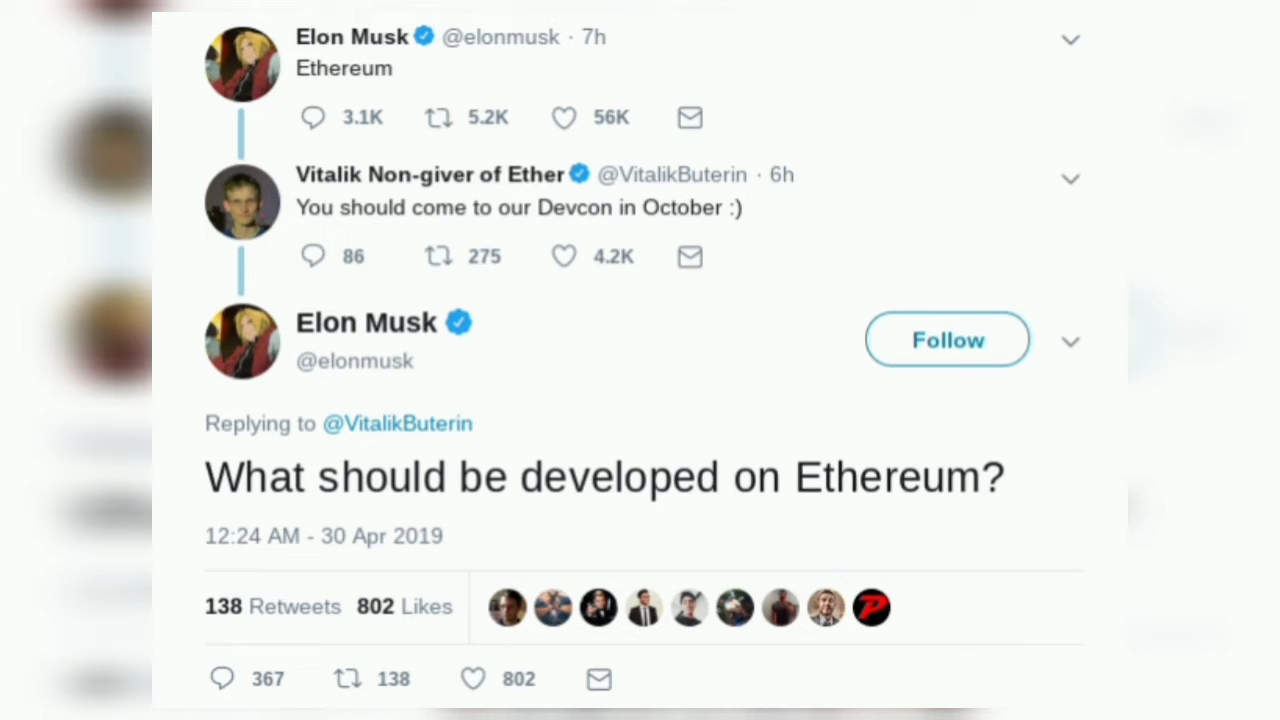 Elon Musk @elonmusk · 7h
Ethereum
3.1K 5.2K 56K
Vitalik Non-giver of Ether @VitalikButerin · 6h
You should come to our Devcon in October :)
86 275 4.2K
Elon Musk
@elonmusk
Follow
Replying to @VitalikButerin
What should be developed on Ethereum?
12:24 AM - 30 Apr 2019
138 Retweets 802 Likes
367 138 802